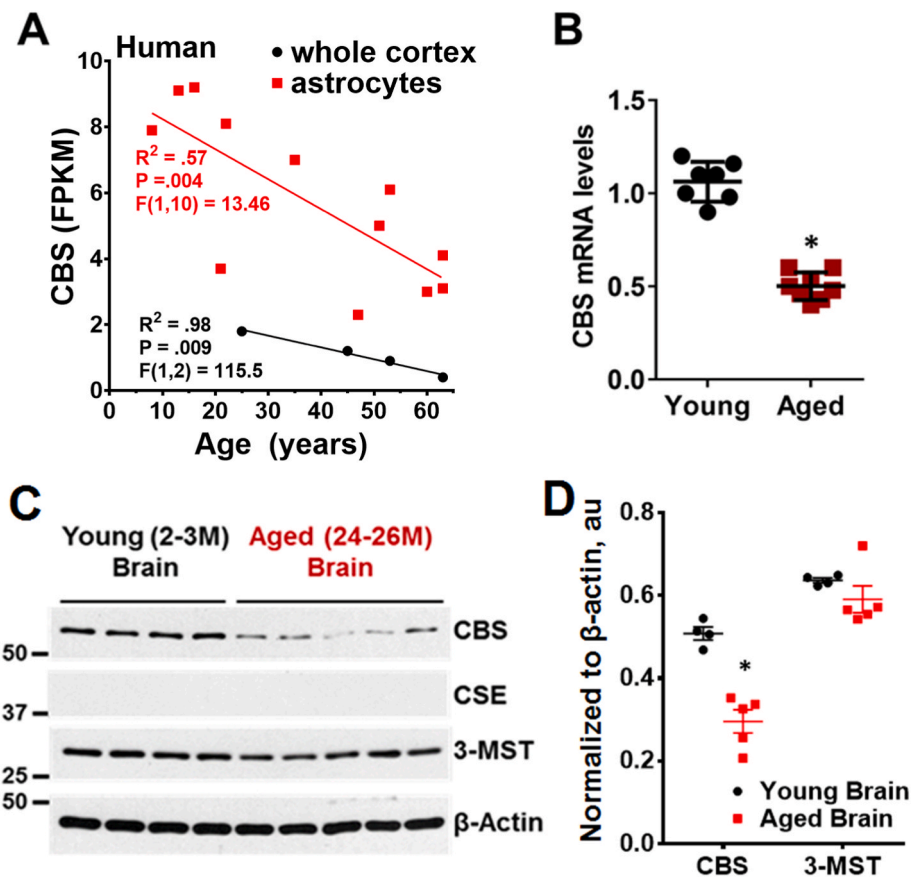 A
Human
whole cortex
astrocytes
CBS (FPKM)
10
8
6
4
2
0
R² = .57
P =.004
F(1,10) = 13.46
R² = .98
P = .009
F(1,2) = 115.5
0 10 20 30 40 50 60
Age (years)
B
CBS mRNA levels
1.5
1.0
0.5
0.0
*
Young Aged
C
Young (2-3M) Aged (24-26M)
Brain Brain
CBS
50
CSE
37
3-MST
25
50
β-Actin
D
Normalized to β-actin, au
0.8
0.6
0.4
0.2
0.0
*
Young Brain
Aged Brain
CBS 3-MST